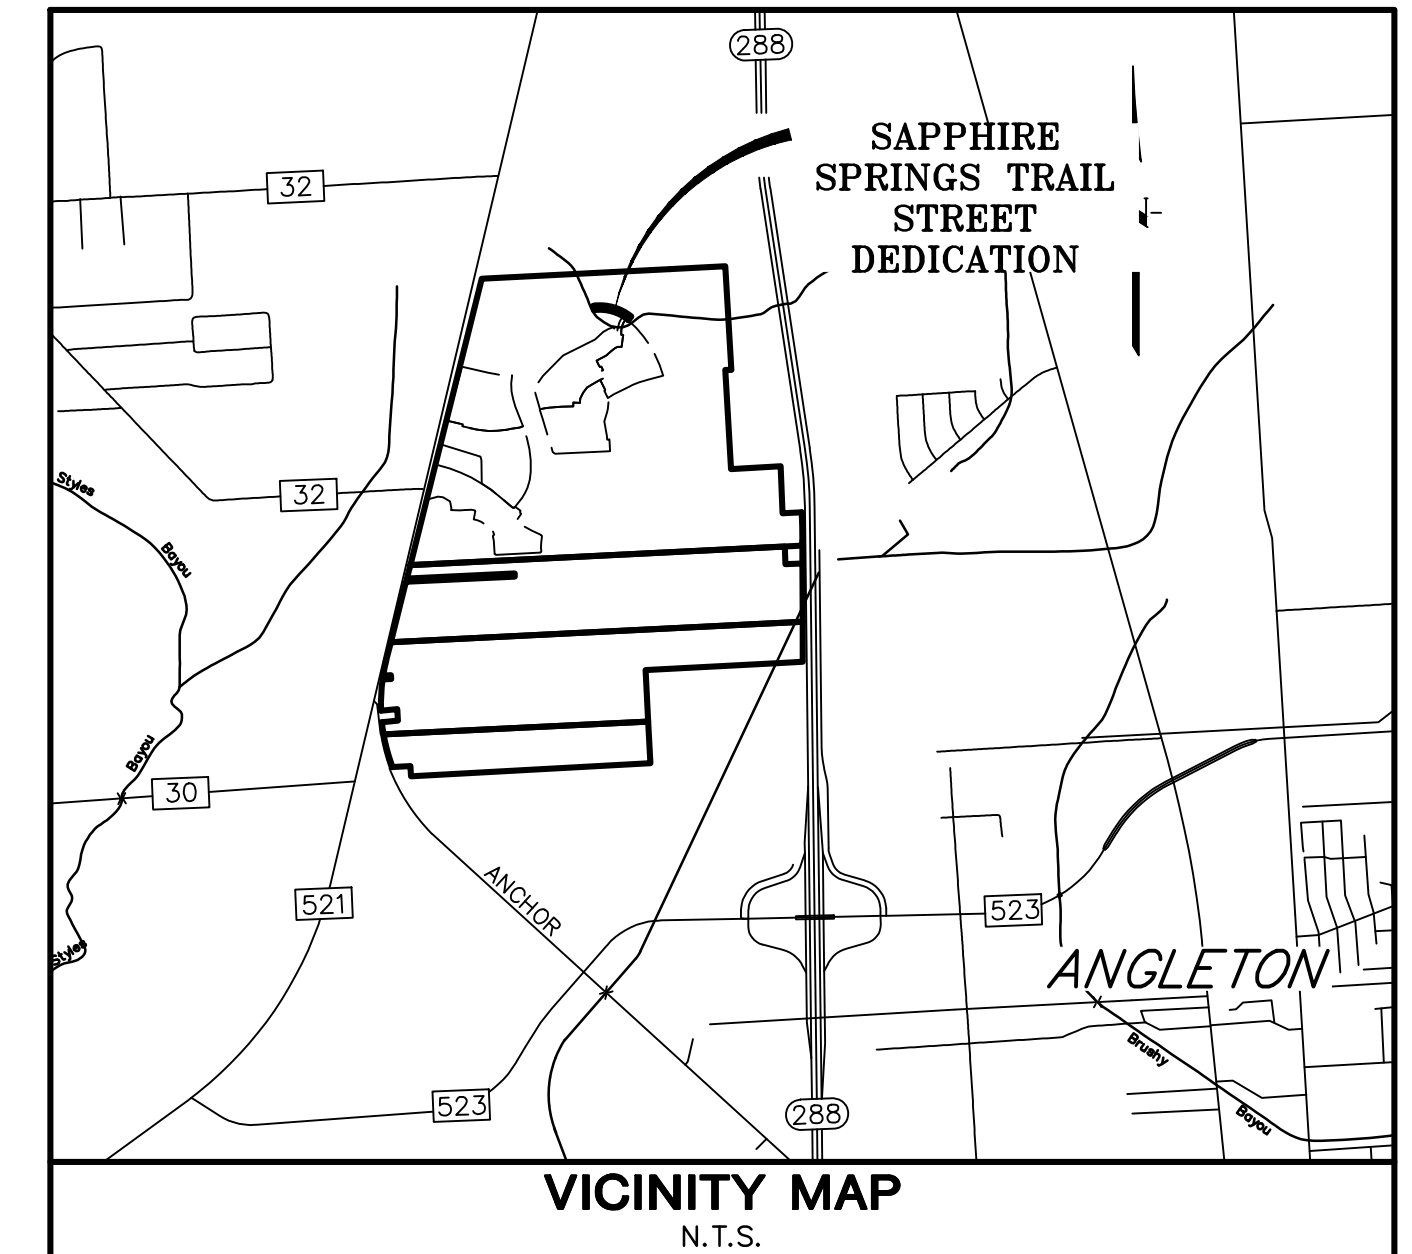 288
SAPPHIRE
SPRINGS TRAIL
STREET
DEDICATION
32
32
Styles
Bayou
Bayou
30
521
ANCHOR
523
Styles
ANGLETON
Brushy
523
288
Bayou
VICINITY MAP
N.T.S.